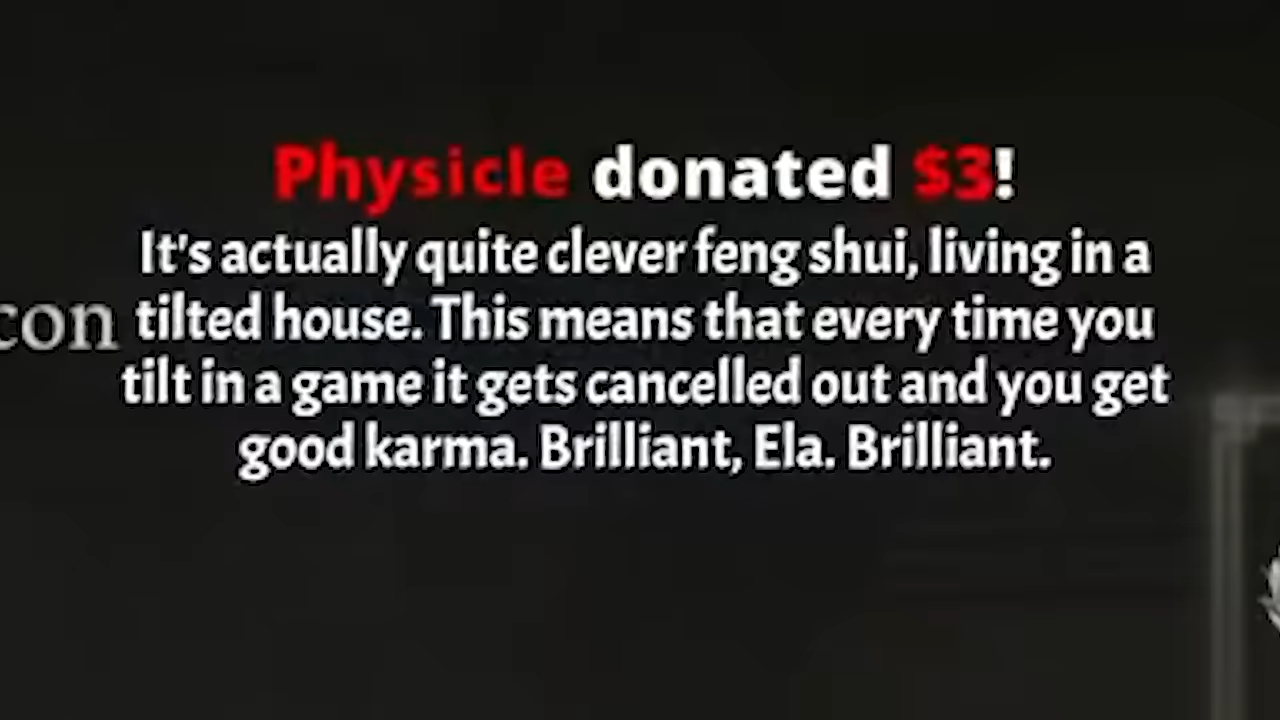 Physicle donated $3!
It's actually quite clever feng shui, living in a
tilted house. This means that every time you
tilt in a game it gets cancelled out and you get
good karma. Brilliant, Ela. Brilliant.
con